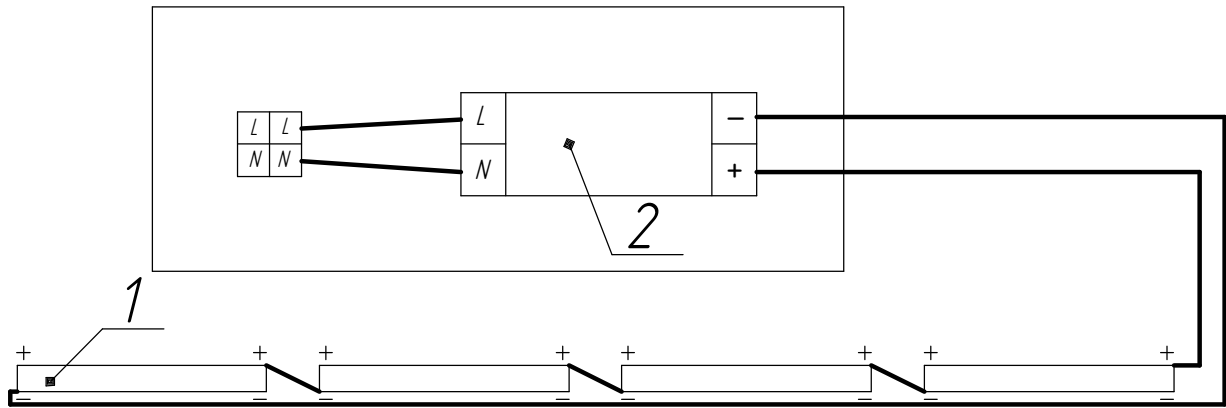 L L L −
N N N +
2
1
+ + + + + + + +
− − − − − − − −